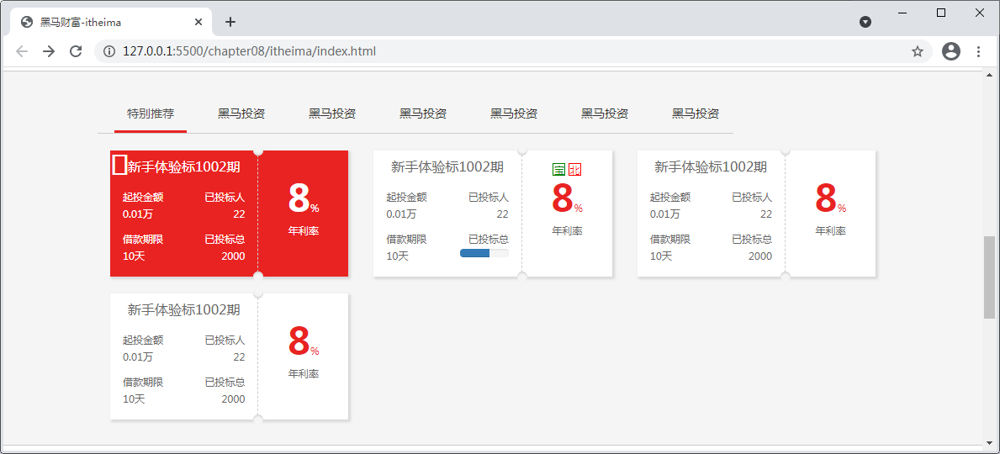 黑马财富-itheima
127.0.0.1:5500/chapter08/itheima/index.html
特别推荐 黑马投资 黑马投资 黑马投资 黑马投资 黑马投资 黑马投资
新手体验标1002期
起投金额 已投标人
0.01万 22
借款期限 已投标总
10天 2000
8%
年利率
新手体验标1002期
起投金额 已投标人
0.01万 22
借款期限 已投标总
10天
宝 北
8%
年利率
新手体验标1002期
起投金额 已投标人
0.01万 22
借款期限 已投标总
10天 2000
8%
年利率
新手体验标1002期
起投金额 已投标人
0.01万 22
借款期限 已投标总
10天 2000
8%
年利率